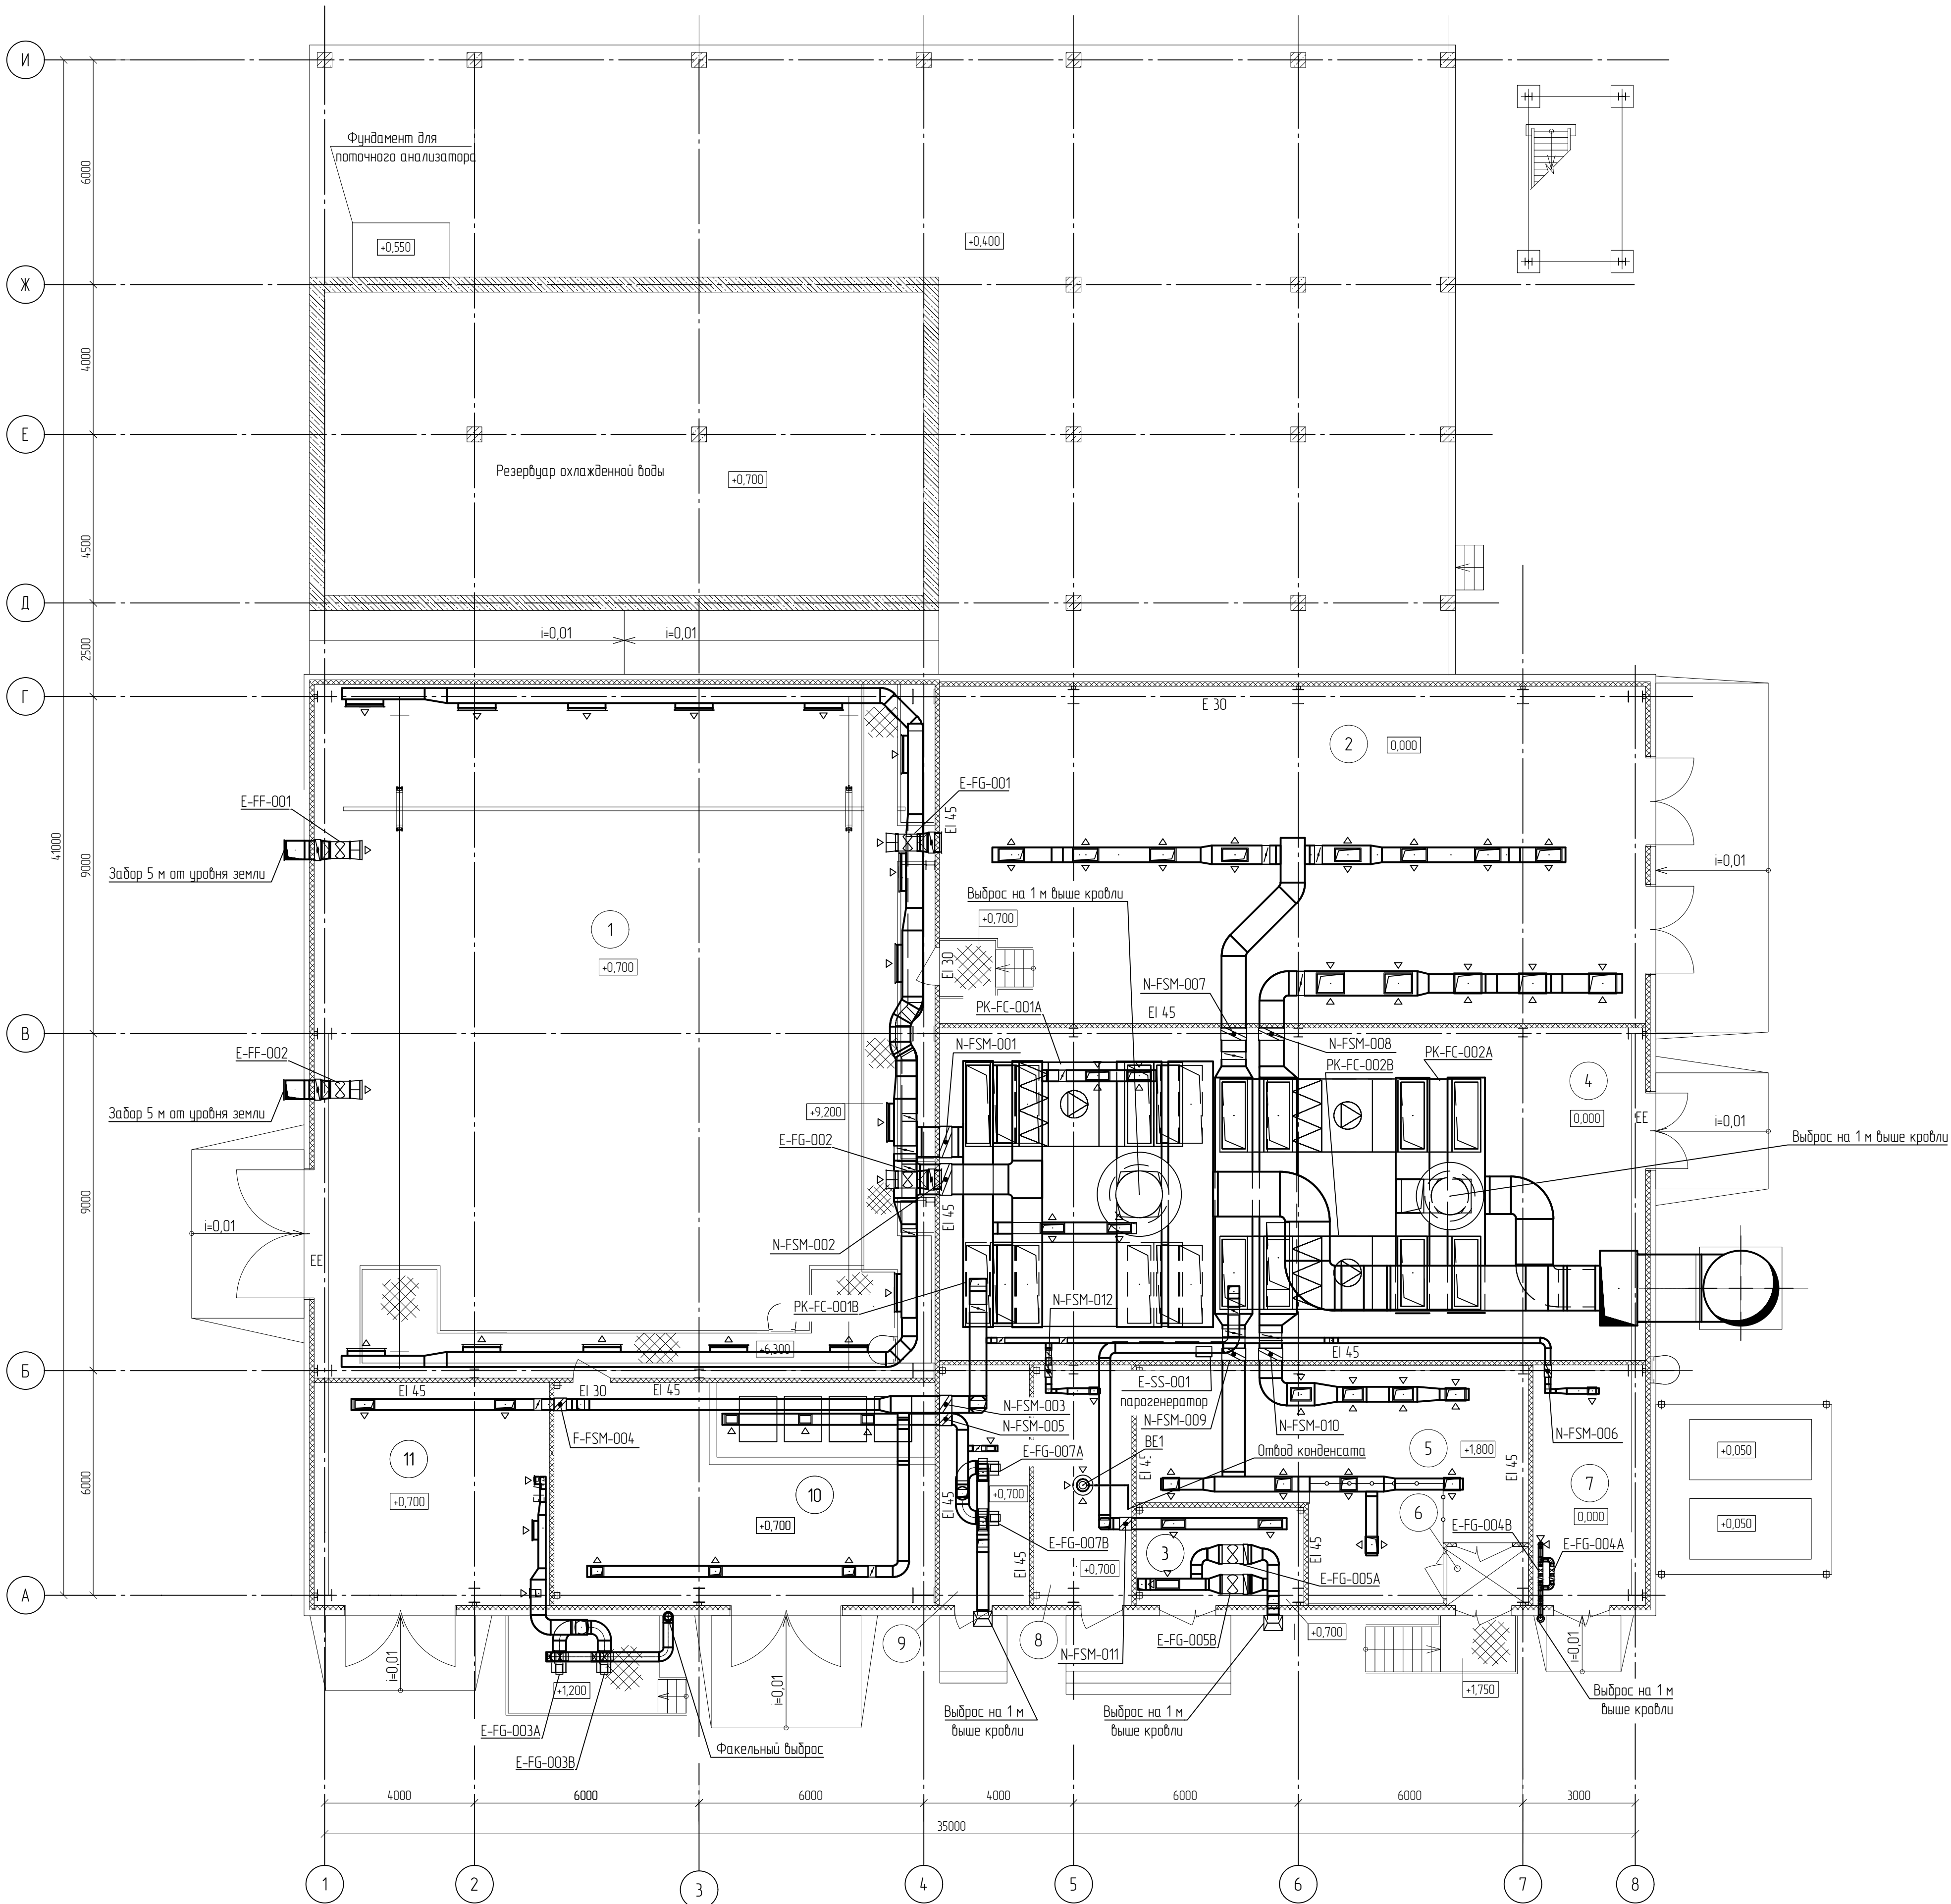 И
Фундамент для
поточного анализатора
6000
+0,550
+0,400
Ж
4000
Е
Резервуар охлажденной воды
+0,700
4500
Д
i=0,01
i=0,01
2500
Г
E 30
2
0,000
E-FF-001
E-FG-001
EI 45
41000
9000
Забор 5 м от уровня земли
i=0,01
Выброс на 1 м выше кровли
+0,700
1
+0,700
EI 30
N-FSM-007
PK-FC-001A
EI 45
В
N-FSM-001
N-FSM-008
E-FF-002
PK-FC-002B
PK-FC-002A
4
Забор 5 м от уровня земли
+9,200
0,000
EE
i=0,01
E-FG-002
Выброс на 1 м выше кровли
9000
i=0,01
EI 45
N-FSM-002
EE
PK-FC-001B
N-FSM-012
+6,300
EI 45
Б
EI 45
EI 30
EI 45
E-SS-001
парогенератор
N-FSM-003
N-FSM-009
N-FSM-010
N-FSM-005
N-FSM-006
F-FSM-004
E-FG-007A
BE1
Отвод конденсата
5
+1,800
+0,050
11
EI 45
EI 45
7
6000
+0,700
10
EI 45
+0,700
6
0,000
+0,700
E-FG-004B
+0,050
E-FG-007B
3
EI 45
E-FG-004A
EI 45
+0,700
E-FG-005A
А
9
8
+0,700
E-FG-005B
N-FSM-011
i=0,01
i=0,01
i=0,01
+1,200
+1,750
E-FG-003A
Выброс на 1 м
выше кровли
Выброс на 1 м
выше кровли
Выброс на 1 м
выше кровли
Факельный выброс
E-FG-003B
4000
6000
6000
4000
6000
6000
3000
35000
1
2
3
4
5
6
7
8